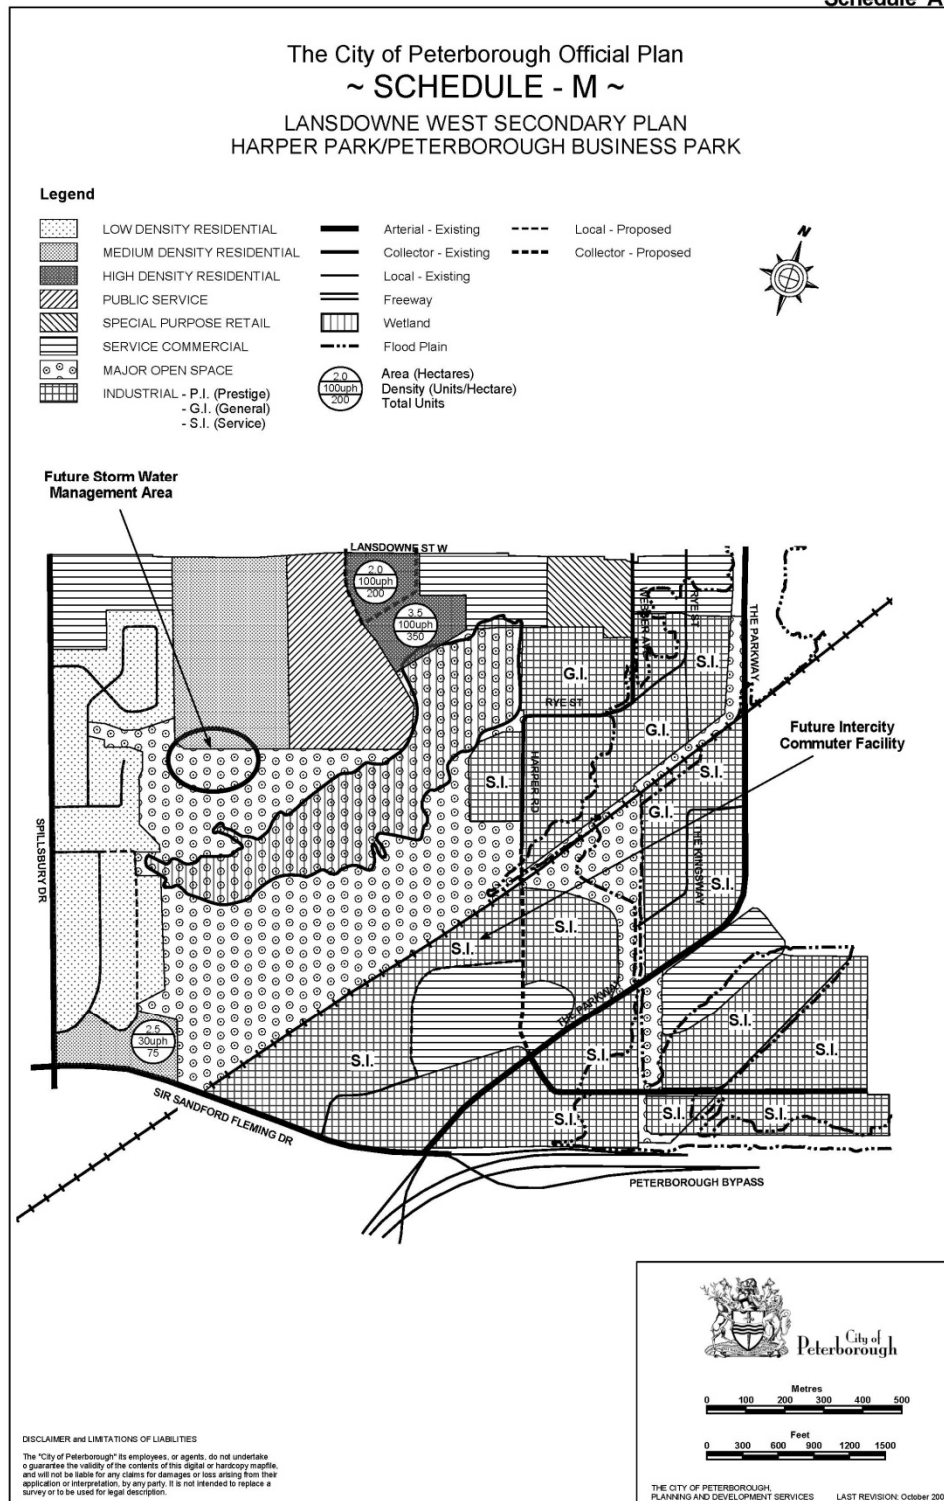 Schedule 'A
The City of Peterborough Official Plan
~ SCHEDULE - M ~
LANSDOWNE WEST SECONDARY PLAN
HARPER PARK/PETERBOROUGH BUSINESS PARK
Legend
LOW DENSITY RESIDENTIAL
MEDIUM DENSITY RESIDENTIAL
HIGH DENSITY RESIDENTIAL
PUBLIC SERVICE
SPECIAL PURPOSE RETAIL
SERVICE COMMERCIAL
MAJOR OPEN SPACE
INDUSTRIAL - P.I. (Prestige)
- G.I. (General)
- S.I. (Service)
Arterial - Existing
Collector - Existing
Local - Existing
Freeway
Wetland
Flood Plain
2.0
100uph
200
Area (Hectares)
Density (Units/Hectare)
Total Units
Local - Proposed
Collector - Proposed
N
Future Storm Water
Management Area
LANSDOWNE ST W
2.0
100uph
200
3.5
100uph
350
RYE ST
THE PARKWAY
S.I.
G.I.
RYE ST
G.I.
Future Intercity
Commuter Facility
S.I.
HARPER RD
S.I.
G.I.
THE KINGSWAY
S.I.
SPILLSBURY DR
S.I.
S.I.
THE PARKWAY
2.5
30uph
75
S.I.
S.I.
S.I.
S.I.
SIR SANDFORD FLEMING DR
S.I.
S.I.
S.I.
PETERBOROUGH BYPASS
City of
Peterborough
Metres
0 100 200 300 400 500
Feet
0 300 600 900 1200 1500
DISCLAIMER and LIMITATIONS OF LIABILITIES
The "City of Peterborough" its employees, or agents, do not undertake
o guarantee the validity of the contents of this digital or hardcopy mapfile,
and will not be liable for any claims for damages or loss arising from their
application or interpretation, by any party. It is not intended to replace a
survey or to be used for legal description.
THE CITY OF PETERBOROUGH,
PLANNING AND DEVELOPMENT SERVICES LAST REVISION: October 200